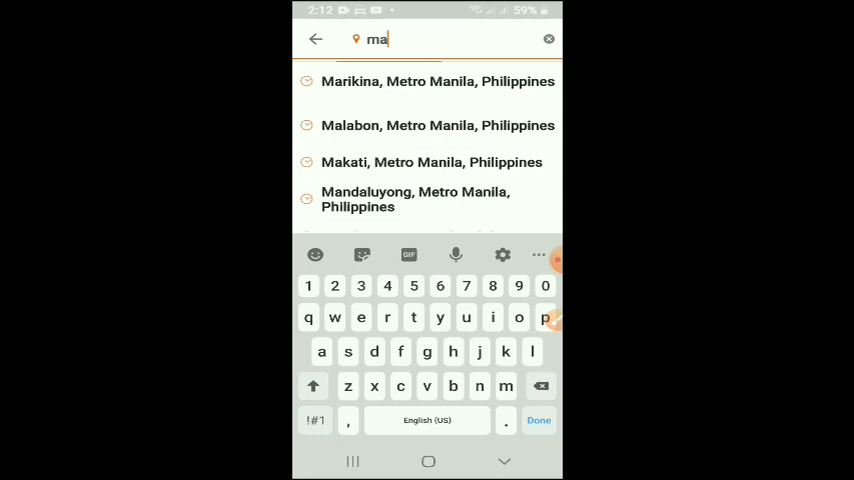 2:12
59%
ma
Marikina, Metro Manila, Philippines
Malabon, Metro Manila, Philippines
Makati, Metro Manila, Philippines
Mandaluyong, Metro Manila,
Philippines
GIF
1 2 3 4 5 6 7 8 9 0
q w e r t y u i o p
a s d f g h j k l
z x c v b n m
!#1 , English (US) . Done